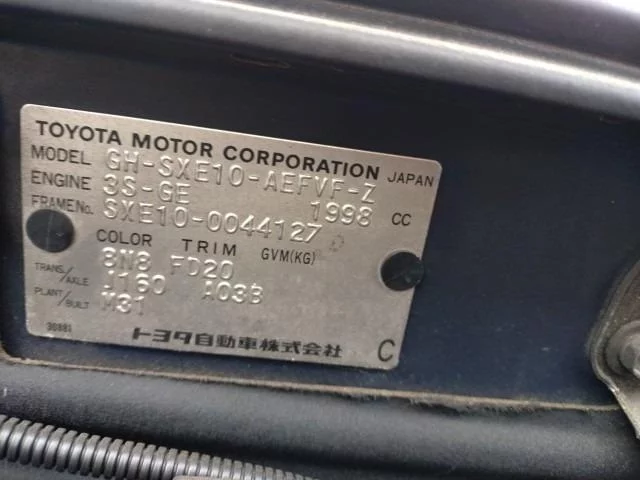 TOYOTA MOTOR CORPORATION JAPAN
MODEL GH-SXE10-AEFVF-Z
ENGINE 3S-GE 1998 CC
FRAME No. SXE10-0044127
COLOR TRIM GVM(KG)
8N8 FD20
TRANS./AXLE J160 A03B
PLANT/BUILT M31
30881 トヨタ自動車株式会社 C